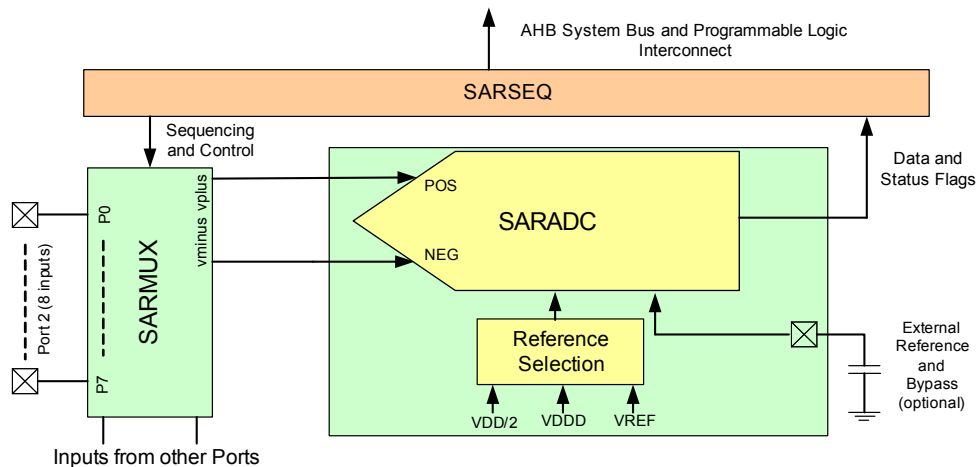 AHB System Bus and Programmable Logic
Interconnect
SARSEQ
Sequencing
and Control
Data and
Status Flags
vminus vplus
POS
NEG
SARADC
P0
P7
SARMUX
Port 2 (8 inputs)
Reference
Selection
VDD/2
VDDD
VREF
External
Reference
and
Bypass
(optional)
Inputs from other Ports